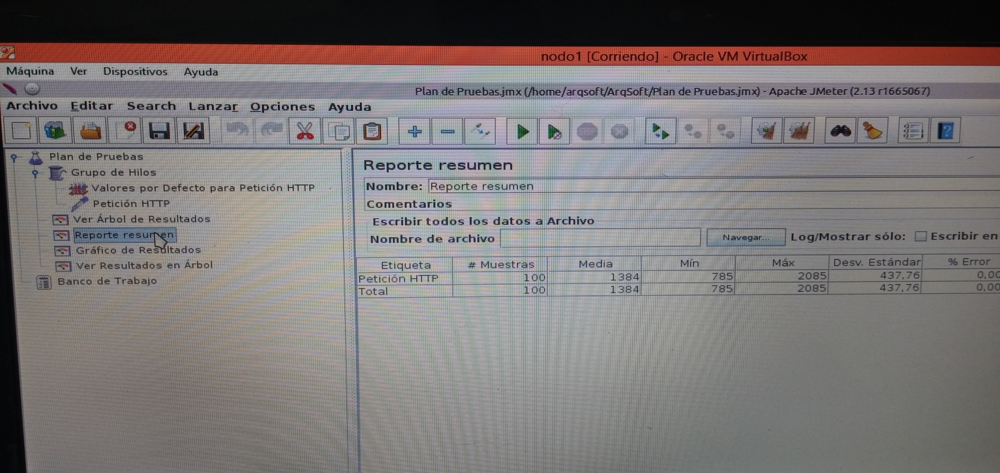 nodo1 [Corriendo] - Oracle VM VirtualBox
Máquina Ver Dispositivos Ayuda
Plan de Pruebas.jmx (/home/arqsoft/ArqSoft/Plan de Pruebas.jmx) - Apache JMeter (2.13 r1665067)
Archivo Editar Search Lanzar Opciones Ayuda
Plan de Pruebas
Grupo de Hilos
Valores por Defecto para Petición HTTP
Petición HTTP
Ver Árbol de Resultados
Reporte resumen
Gráfico de Resultados
Ver Resultados en Árbol
Banco de Trabajo
Reporte resumen
Nombre: Reporte resumen
Comentarios
Escribir todos los datos a Archivo
Nombre de archivo Navegar... Log/Mostrar sólo: Escribir en
Etiqueta # Muestras Media Mín Máx Desv. Estándar % Error
Petición HTTP 100 1384 785 2085 437,76 0,00
Total 100 1384 785 2085 437,76 0,00